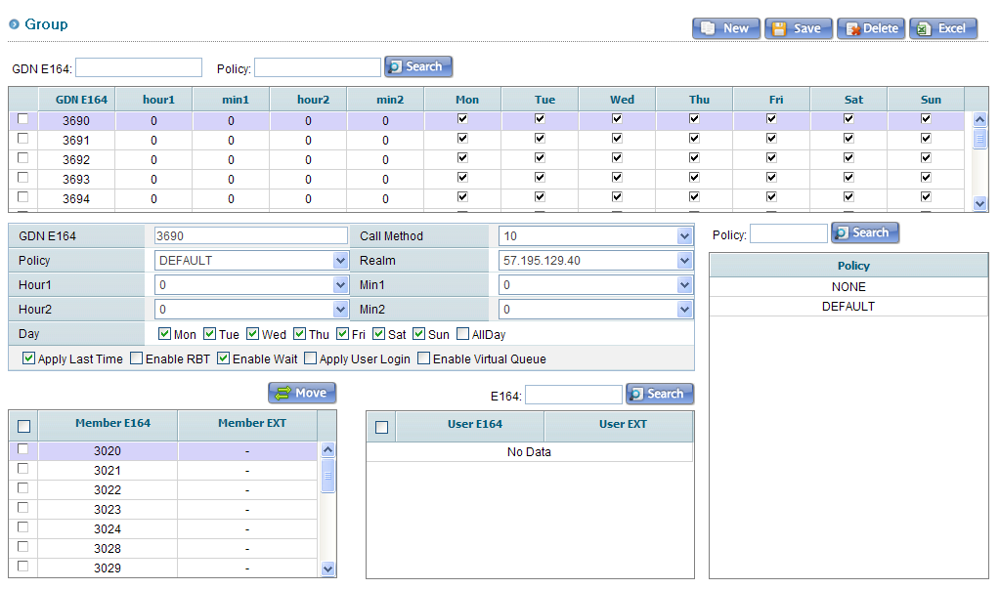 Group
New Save Delete Excel
GDN E164: Policy: Search
GDN E164 hour1 min1 hour2 min2 Mon Tue Wed Thu Fri Sat Sun
3690 0 0 0 0
3691 0 0 0 0
3692 0 0 0 0
3693 0 0 0 0
3694 0 0 0 0
GDN E164 3690 Call Method 10
Policy DEFAULT Realm 57.195.129.40
Hour1 0 Min1 0
Hour2 0 Min2 0
Day Mon Tue Wed Thu Fri Sat Sun AllDay
Apply Last Time Enable RBT Enable Wait Apply User Login Enable Virtual Queue
Policy: Search
Policy
NONE
DEFAULT
Move
Member E164 Member EXT
3020 -
3021 -
3022 -
3023 -
3024 -
3028 -
3029 -
E164: Search
User E164 User EXT
No Data